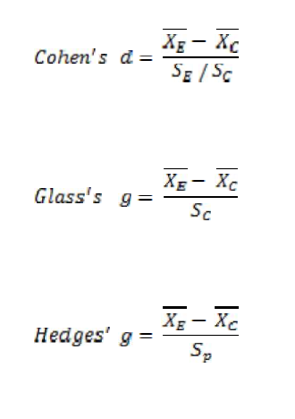 Cohen's d = (X̅_E − X̅_C) / (S_E / S_C)
Glass's g = (X̅_E − X̅_C) / S_C
Hedges' g = (X̅_E − X̅_C) / S_p